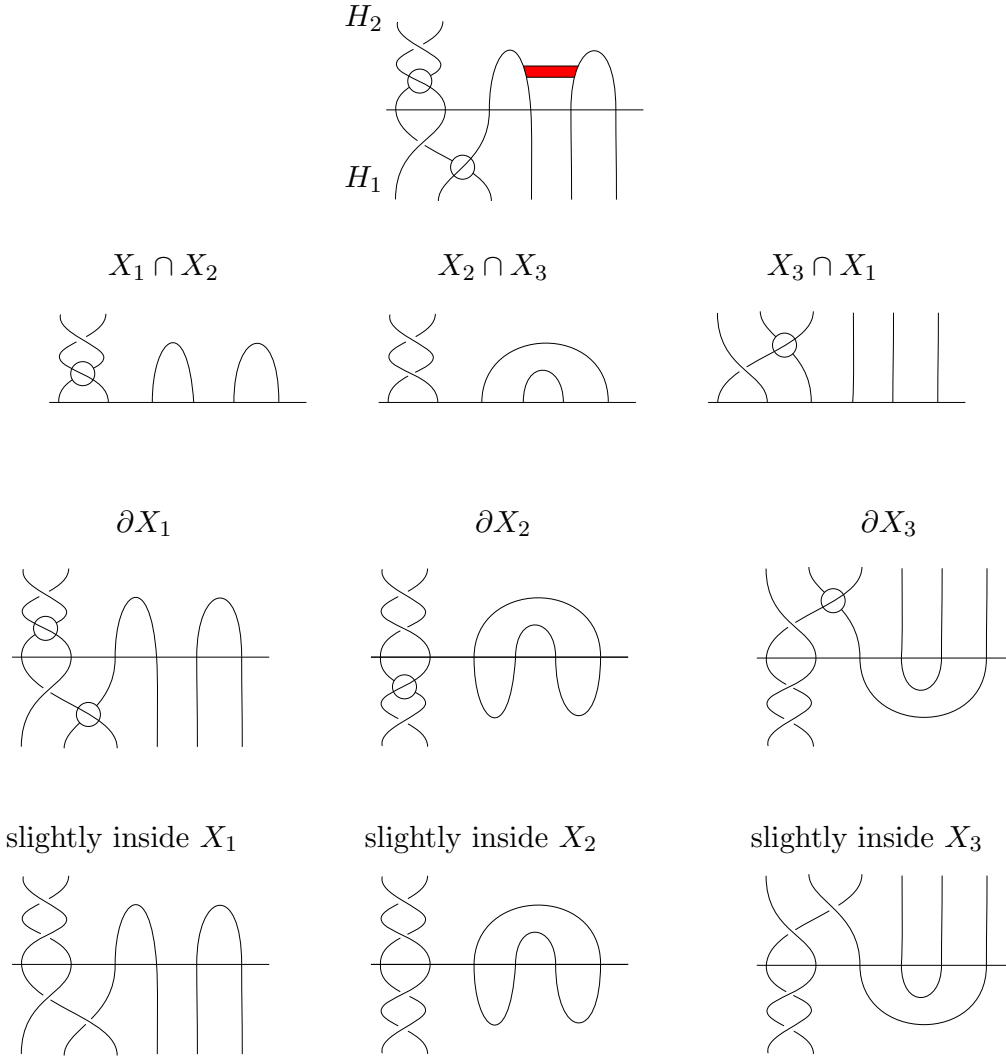 H₂
H₁
X₁ ∩ X₂
X₂ ∩ X₃
X₃ ∩ X₁
∂X₁
∂X₂
∂X₃
slightly inside X₁
slightly inside X₂
slightly inside X₃